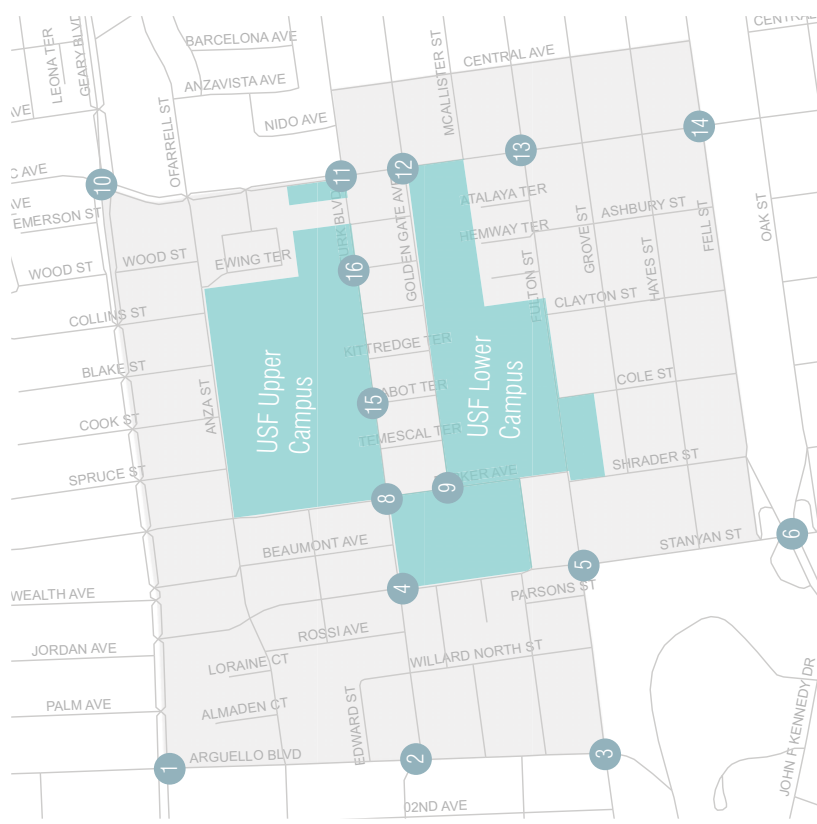 BARCELONA AVE
CENTRAL
LEONA TER
GEARY BLVD
MCALLISTER ST
CENTRAL AVE
ANZAVISTA AVE
OFARRELL ST
AVE
NIDO AVE
14
13
12
11
10
C AVE
AVE
EMERSON ST
TURK BLVD
GOLDEN GATE AVE
ATALAYA TER
ASHBURY ST
FELL ST
OAK ST
HEMWAY TER
GROVE ST
HAYES ST
WOOD ST
EWING TER
WOOD ST
16
FULTON ST
CLAYTON ST
COLLINS ST
KITTREDGE TER
BLAKE ST
USF Upper
Campus
USF Lower
Campus
COLE ST
ANZA ST
CABOT TER
15
COOK ST
TEMESCAL TER
SHRADER ST
SPRUCE ST
PARKER AVE
8
9
BEAUMONT AVE
STANYAN ST
6
5
4
WEALTH AVE
PARSONS ST
ROSSI AVE
JORDAN AVE
LORAINE CT
WILLARD NORTH ST
PALM AVE
ALMADEN CT
EDWARD ST
JOHN F KENNEDY DR
ARGUELLO BLVD
1
2
3
02ND AVE